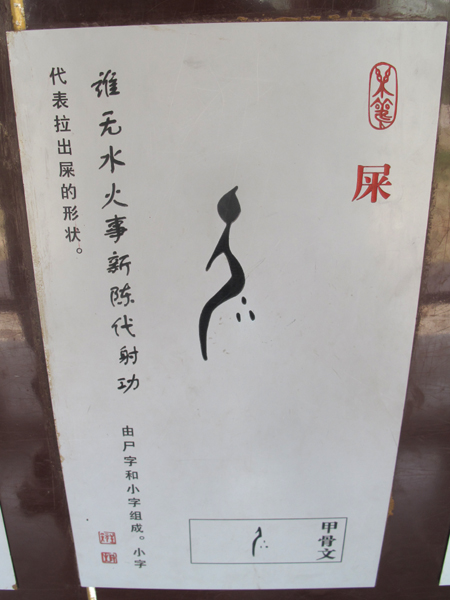 屎
谁无水火事新陈代射功
由尸字和小字组成。小字
代表拉出屎的形状。
甲骨文